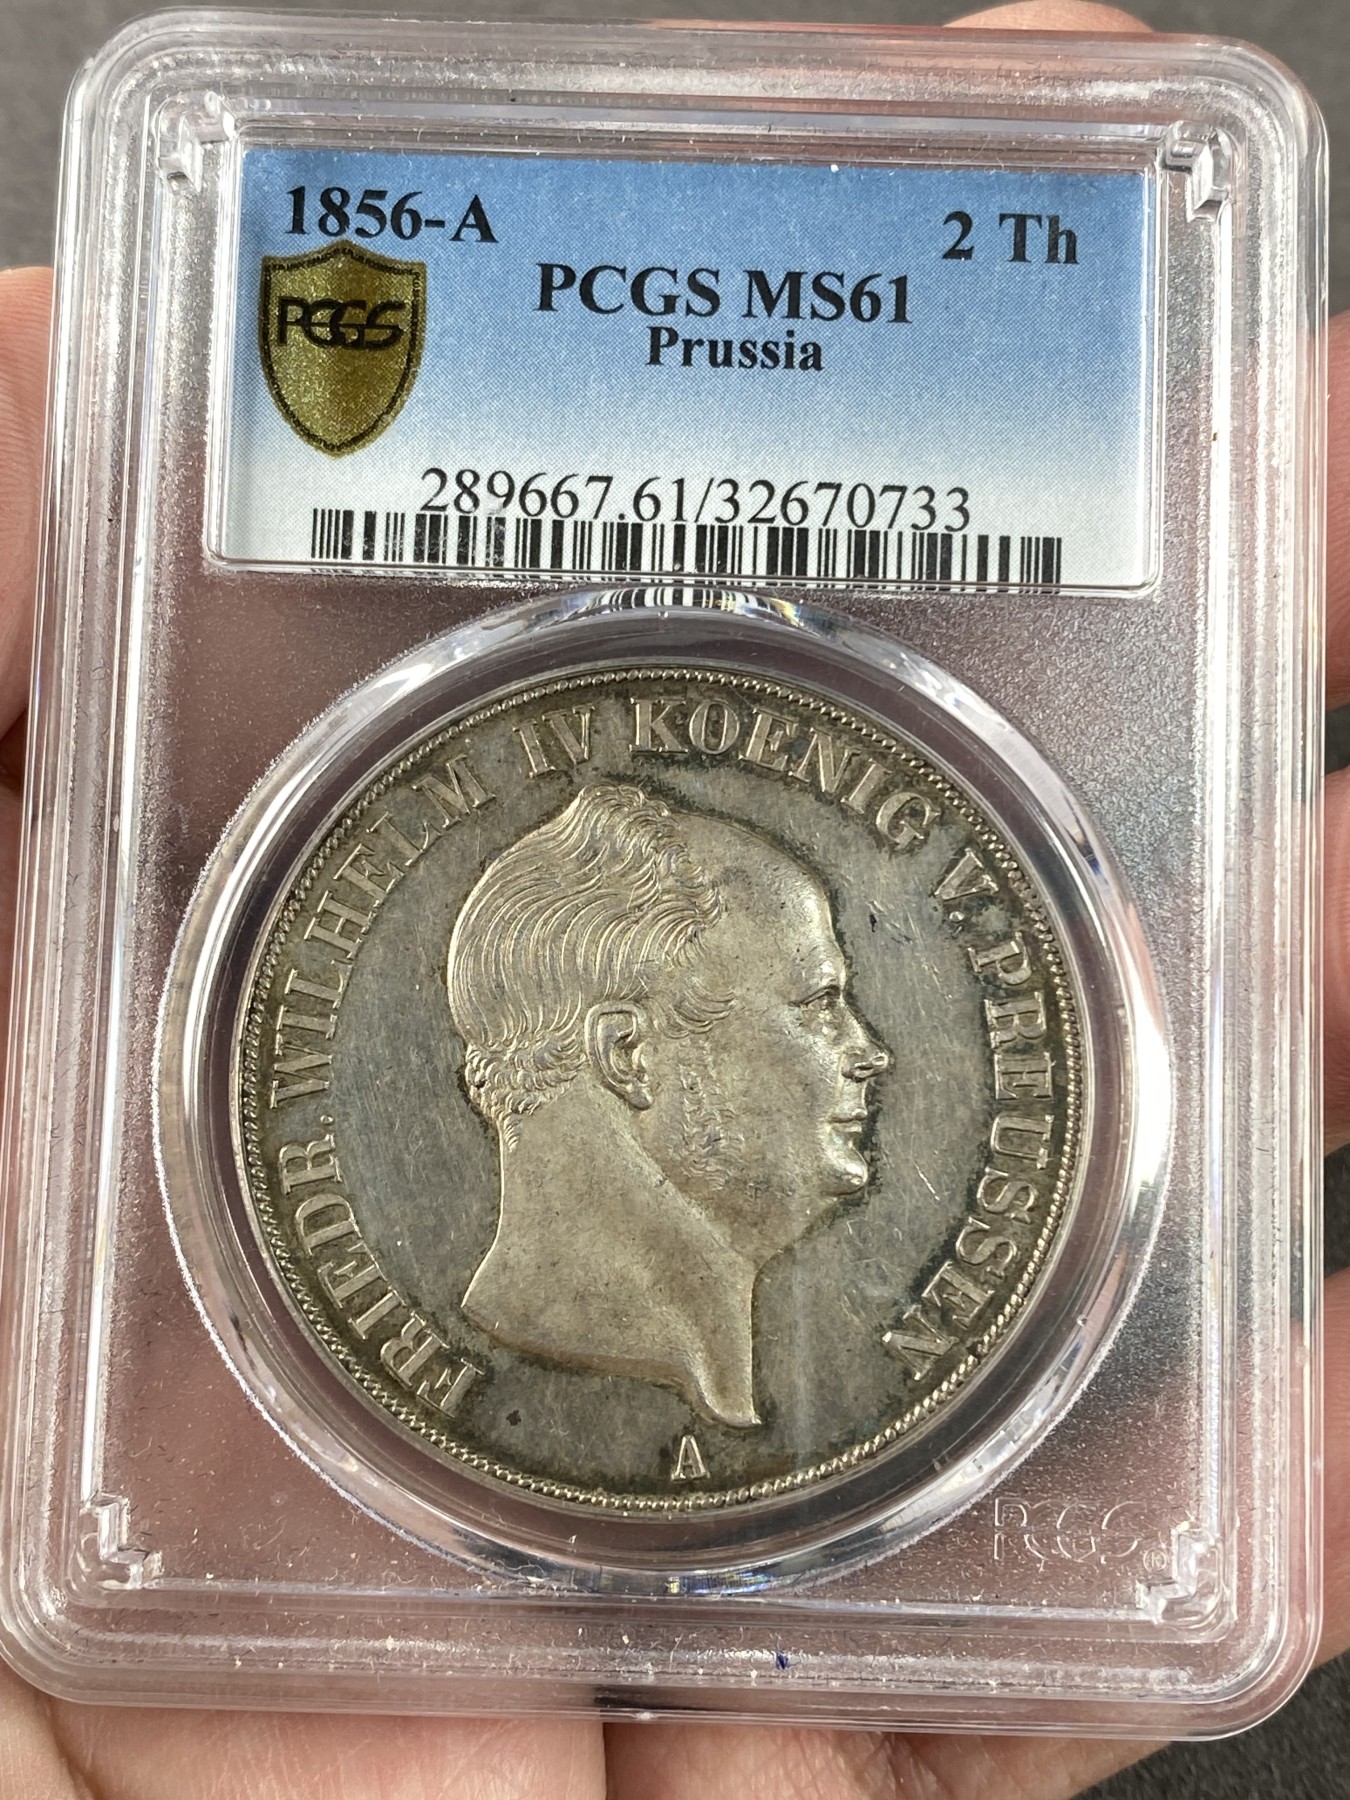 1856-A
2 Th
PCGS
PCGS MS61
Prussia
289667.61/32670733
FRIEDR. WILHELM IV KOENIG V. PREUSSEN
A
PCGS